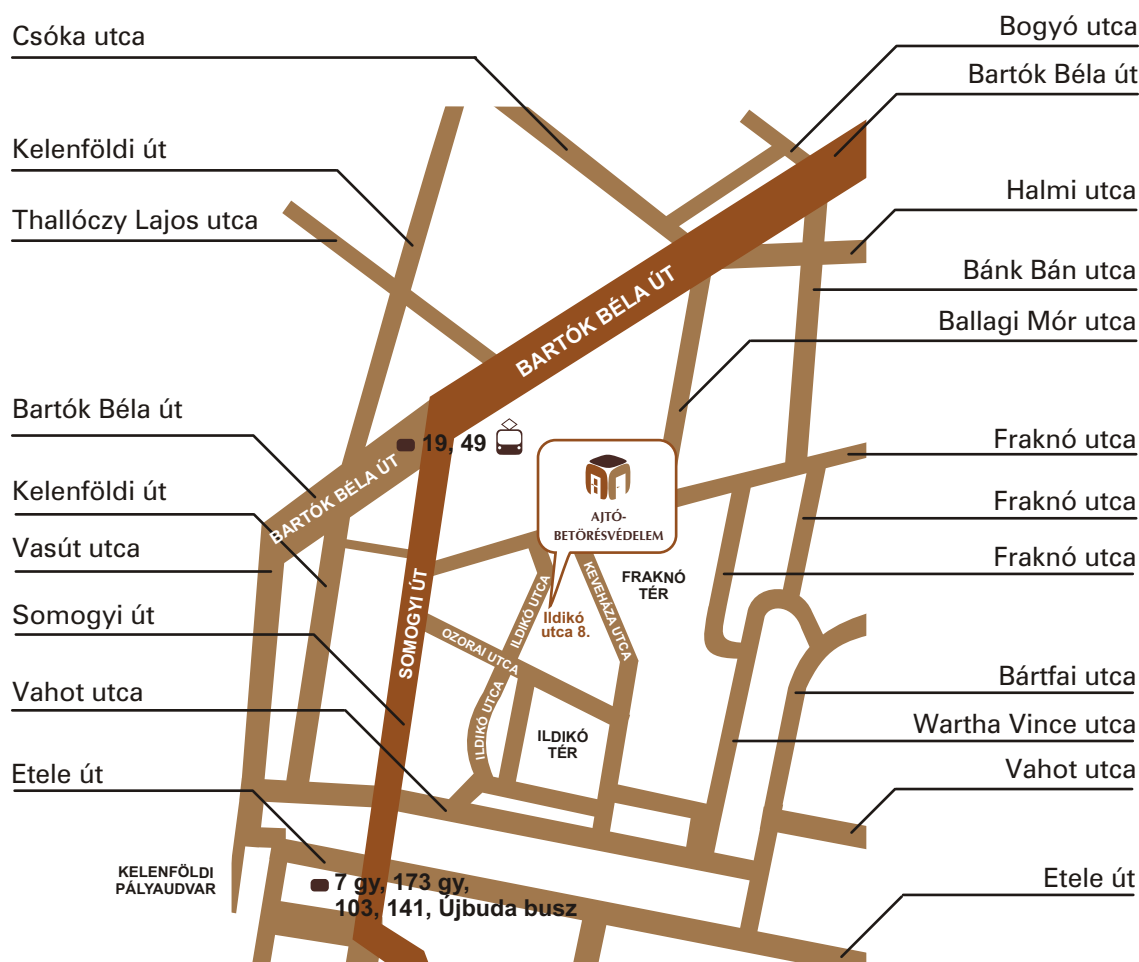 Csóka utca
Kelenföldi út
Thallóczy Lajos utca
Bartók Béla út
Kelenföldi út
Vasút utca
Somogyi út
Vahot utca
Etele út
Bogyó utca
Bartók Béla út
Halmi utca
Bánk Bán utca
Ballagi Mór utca
Fraknó utca
Fraknó utca
Fraknó utca
Bártfai utca
Wartha Vince utca
Vahot utca
Etele út
BARTÓK BÉLA ÚT
BARTÓK BÉLA ÚT
19, 49
AJTÓ-
BETÖRÉSVÉDELEM
Ildikó
utca 8.
FRAKNÓ
TÉR
KEVEHÁZA UTCA
ILDIKÓ UTCA
OZORAI UTCA
SOMOGYI ÚT
ILDIKÓ UTCA
ILDIKÓ
TÉR
KELENFÖLDI
PÁLYAUDVAR
7 gy, 173 gy,
103, 141, Újbuda busz